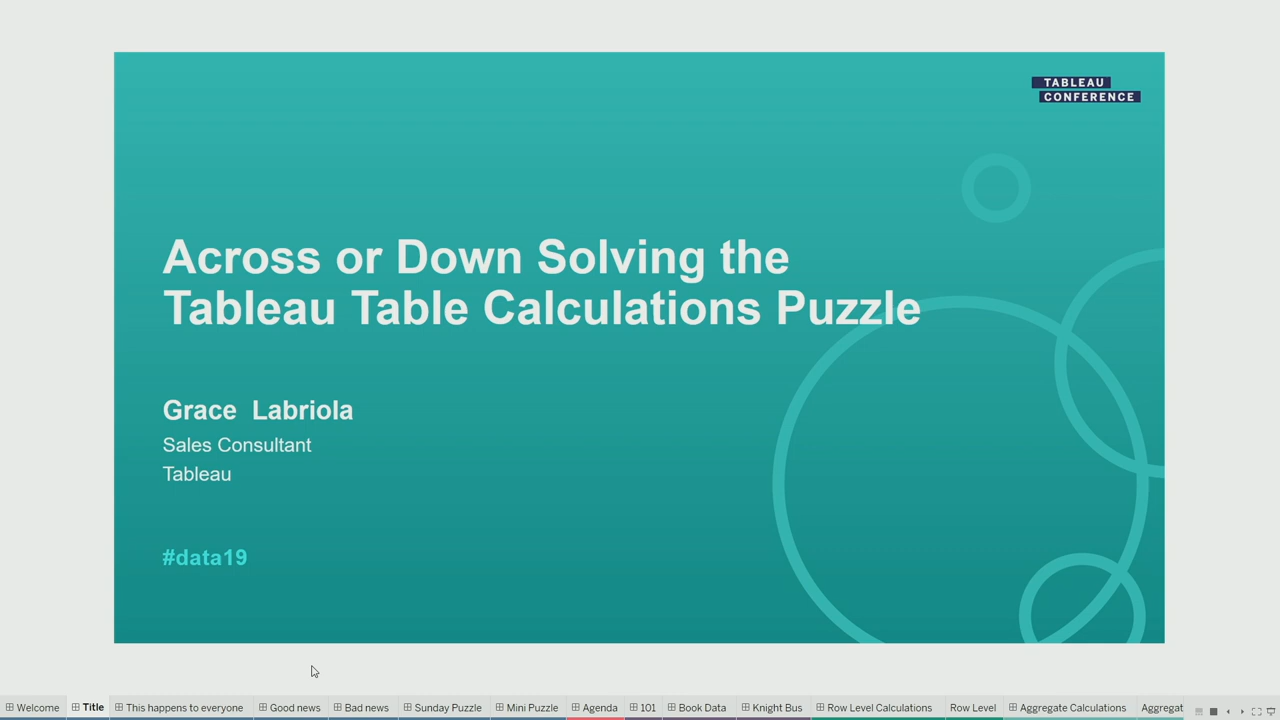 TABLEAU
CONFERENCE
Across or Down Solving the
Tableau Table Calculations Puzzle
Grace Labriola
Sales Consultant
Tableau
#data19
Welcome Title This happens to everyone Good news Bad news Sunday Puzzle Mini Puzzle Agenda 101 Book Data Knight Bus Row Level Calculations Row Level Aggregate Calculations Aggregat